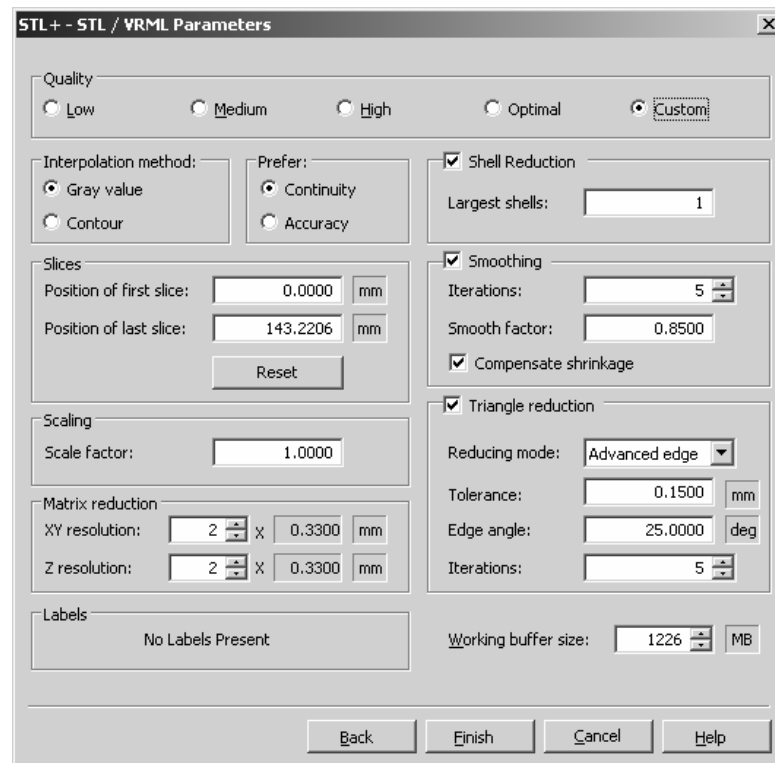 STL+ - STL / VRML Parameters
Quality
Low Medium High Optimal Custom
Interpolation method:
Gray value
Contour
Prefer:
Continuity
Accuracy
Shell Reduction
Largest shells: 1
Slices
Position of first slice: 0.0000 mm
Position of last slice: 143.2206 mm
Reset
Smoothing
Iterations: 5
Smooth factor: 0.8500
Compensate shrinkage
Scaling
Scale factor: 1.0000
Triangle reduction
Reducing mode: Advanced edge
Tolerance: 0.1500 mm
Edge angle: 25.0000 deg
Iterations: 5
Matrix reduction
XY resolution: 2 X 0.3300 mm
Z resolution: 2 X 0.3300 mm
Labels
No Labels Present
Working buffer size: 1226 MB
Back Finish Cancel Help